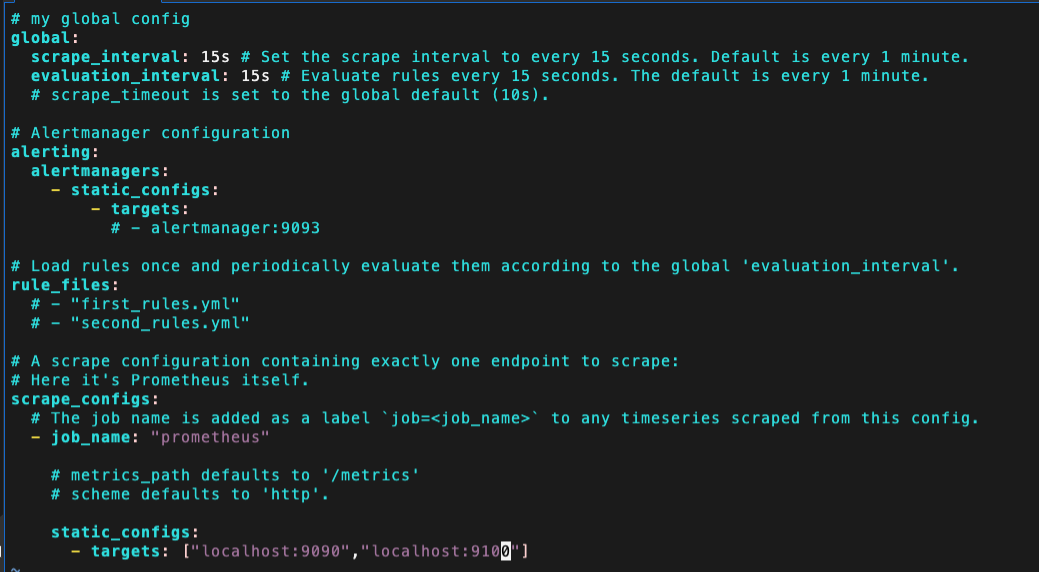 # my global config
global:
  scrape_interval: 15s # Set the scrape interval to every 15 seconds. Default is every 1 minute.
  evaluation_interval: 15s # Evaluate rules every 15 seconds. The default is every 1 minute.
  # scrape_timeout is set to the global default (10s).

# Alertmanager configuration
alerting:
  alertmanagers:
    - static_configs:
        - targets:
          # - alertmanager:9093

# Load rules once and periodically evaluate them according to the global 'evaluation_interval'.
rule_files:
  # - "first_rules.yml"
  # - "second_rules.yml"

# A scrape configuration containing exactly one endpoint to scrape:
# Here it's Prometheus itself.
scrape_configs:
  # The job name is added as a label `job=<job_name>` to any timeseries scraped from this config.
  - job_name: "prometheus"

    # metrics_path defaults to '/metrics'
    # scheme defaults to 'http'.

    static_configs:
      - targets: ["localhost:9090","localhost:9100"]
~